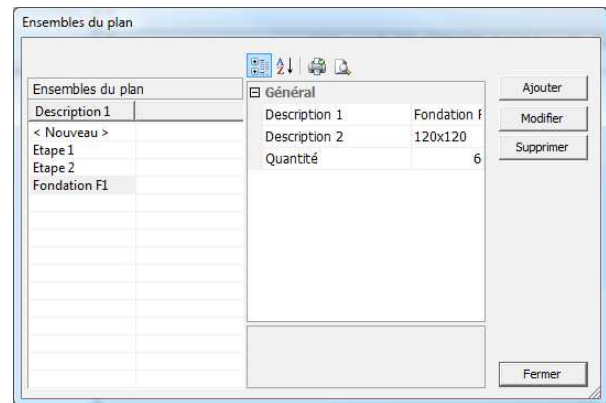 Ensembles du plan
Ensembles du plan
Description 1
< Nouveau >
Etape 1
Etape 2
Fondation F1
Général
Description 1 Fondation F
Description 2 120x120
Quantité 6
Ajouter
Modifier
Supprimer
Fermer